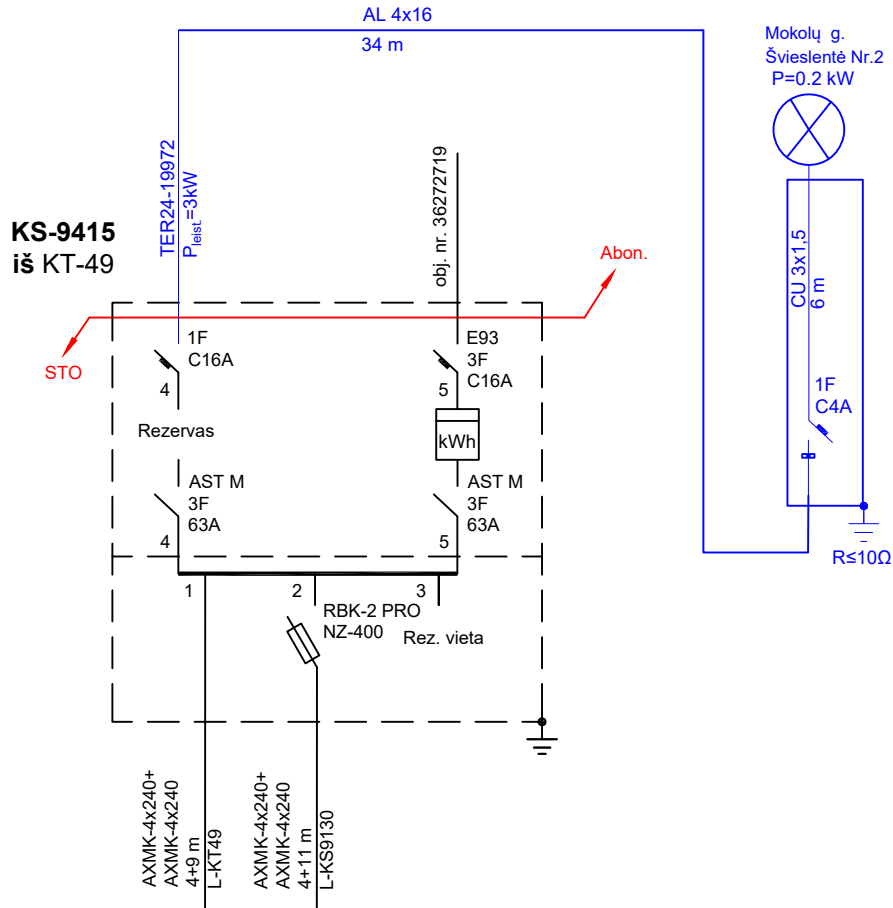 AL 4x16
34 m
Mokolų g.
Švieslentė Nr.2
P=0.2 kW
TER24-19972
Pleist.=3kW
obj. nr. 36272719
KS-9415
iš KT-49
Abon.
STO
CU 3x1,5
6 m
1F
C16A
4
E93
3F
C16A
5
1F
C4A
Rezervas
kWh
AST M
3F
63A
4
AST M
3F
63A
5
R≤10Ω
1
2
3
RBK-2 PRO
NZ-400
Rez. vieta
AXMK-4x240+
AXMK-4x240
4+9 m
L-KT49
AXMK-4x240+
AXMK-4x240
4+11 m
L-KS9130